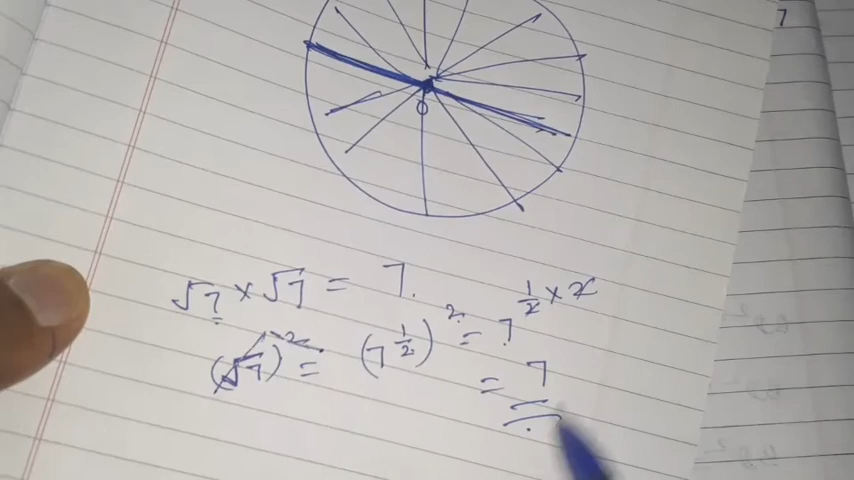 O
√7 × √7 = 7.
(√7)² = (7^(1/2))² = 7^(1/2 × 2)
= 7